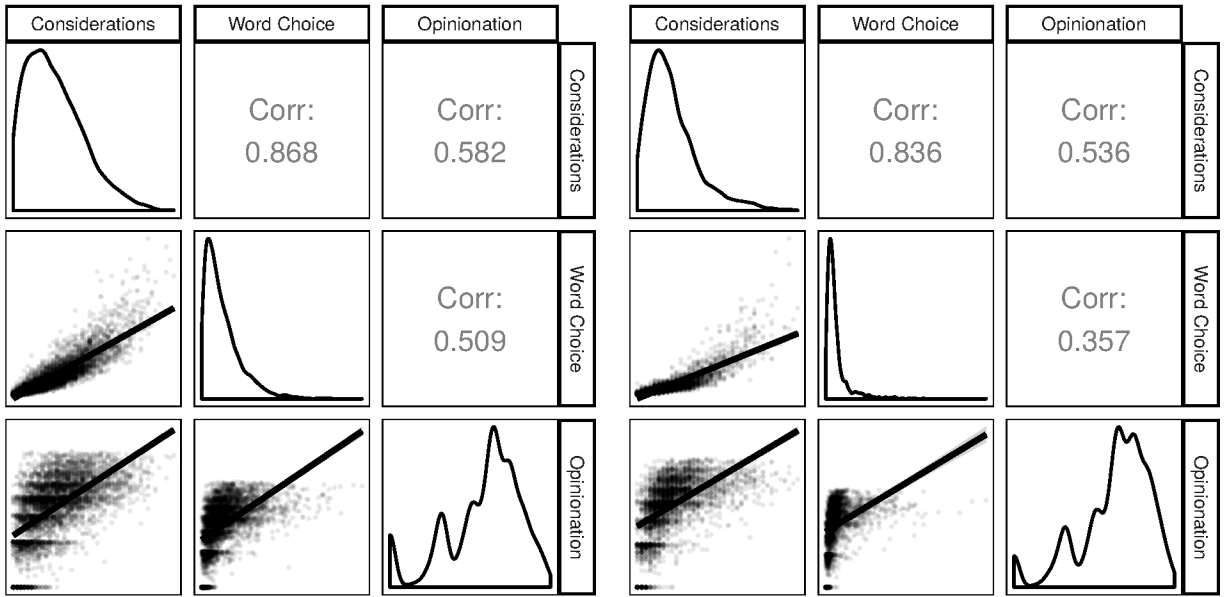 Considerations
Word Choice
Opinionation
Considerations
Word Choice
Opinionation
Corr:
0.868
Corr:
0.582
Considerations
Corr:
0.836
Corr:
0.536
Considerations
Corr:
0.509
Word Choice
Corr:
0.357
Word Choice
Opinionation
Opinionation